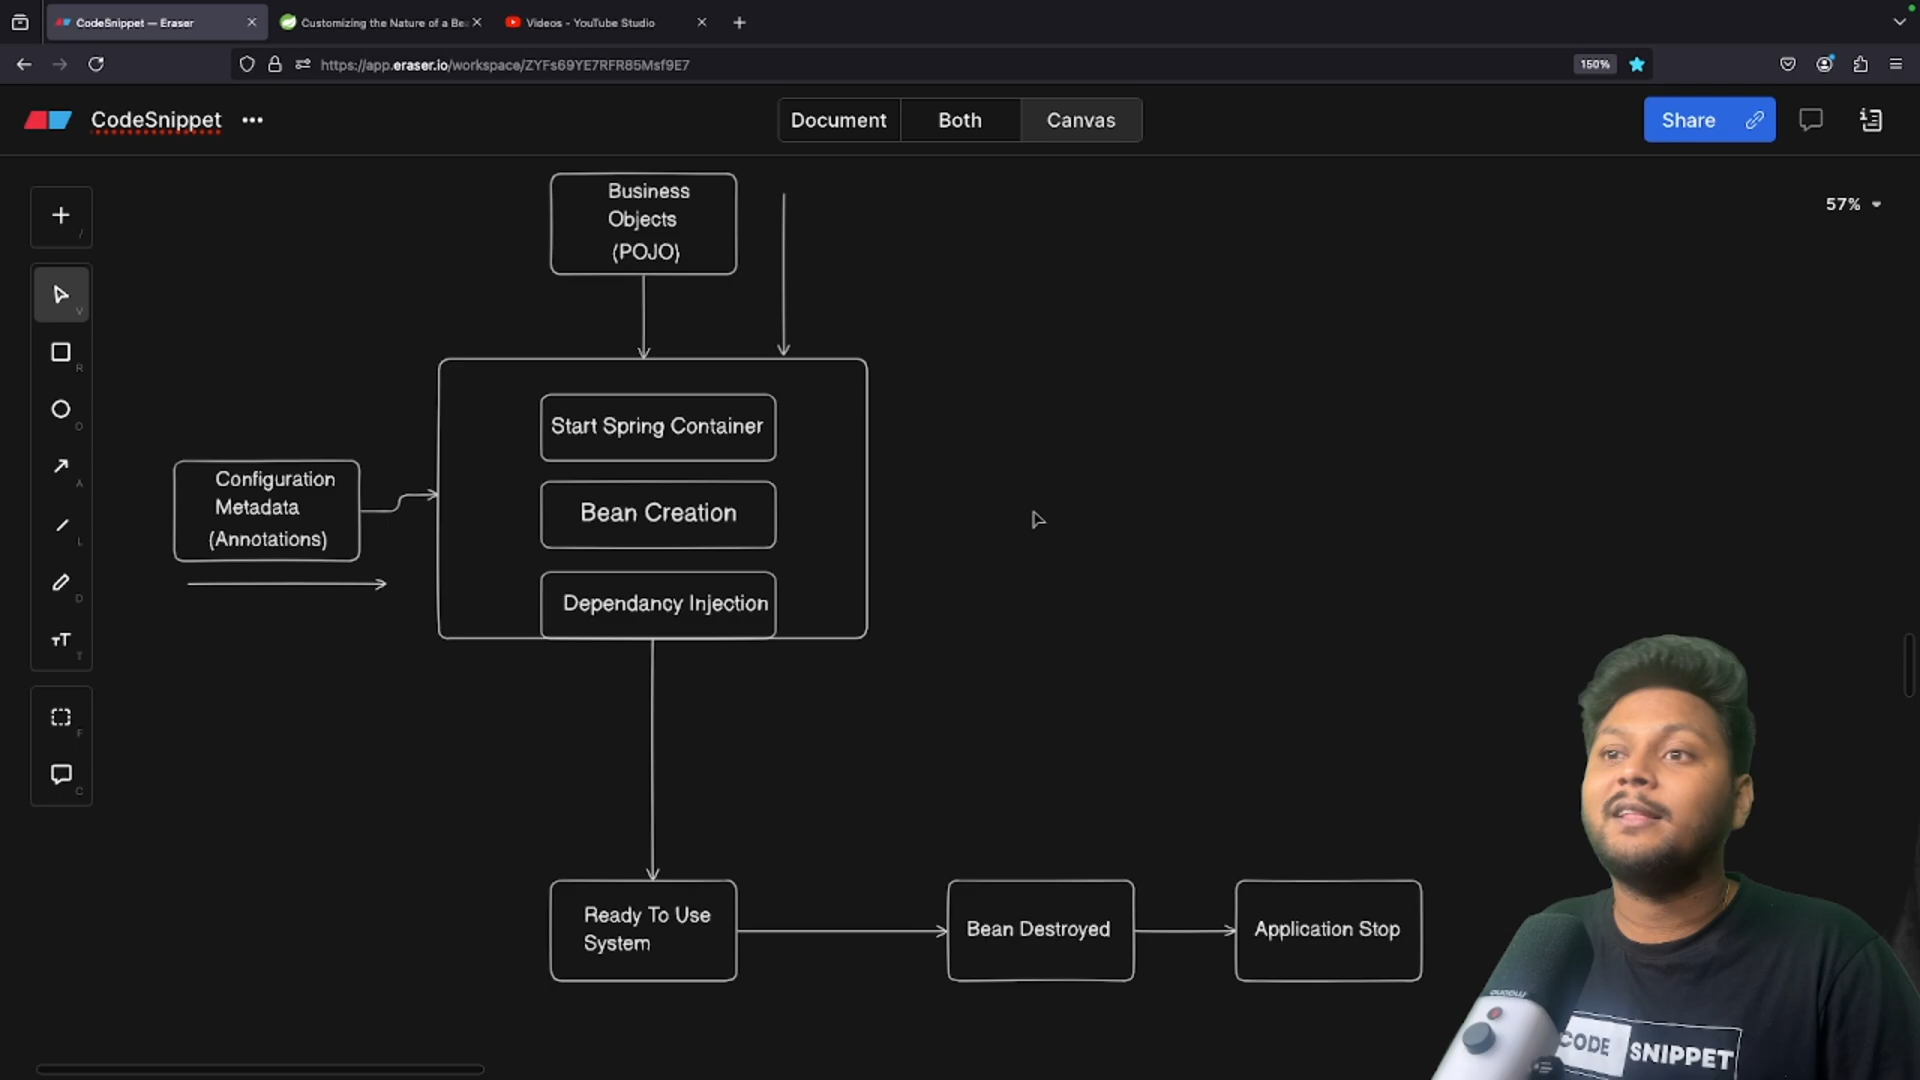 CodeSnippet — Eraser
Customizing the Nature of a Be
Videos - YouTube Studio
https://app.eraser.io/workspace/ZYFs69YE7RFR85Msf9E7
150%
CodeSnippet
Document
Both
Canvas
Share
57%
/
V
R
O
A
L
D
T
F
C
Business
Objects
(POJO)
Start Spring Container
Bean Creation
Dependancy Injection
Configuration
Metadata
(Annotations)
Ready To Use
System
Bean Destroyed
Application Stop
maono
CODE SNIPPET